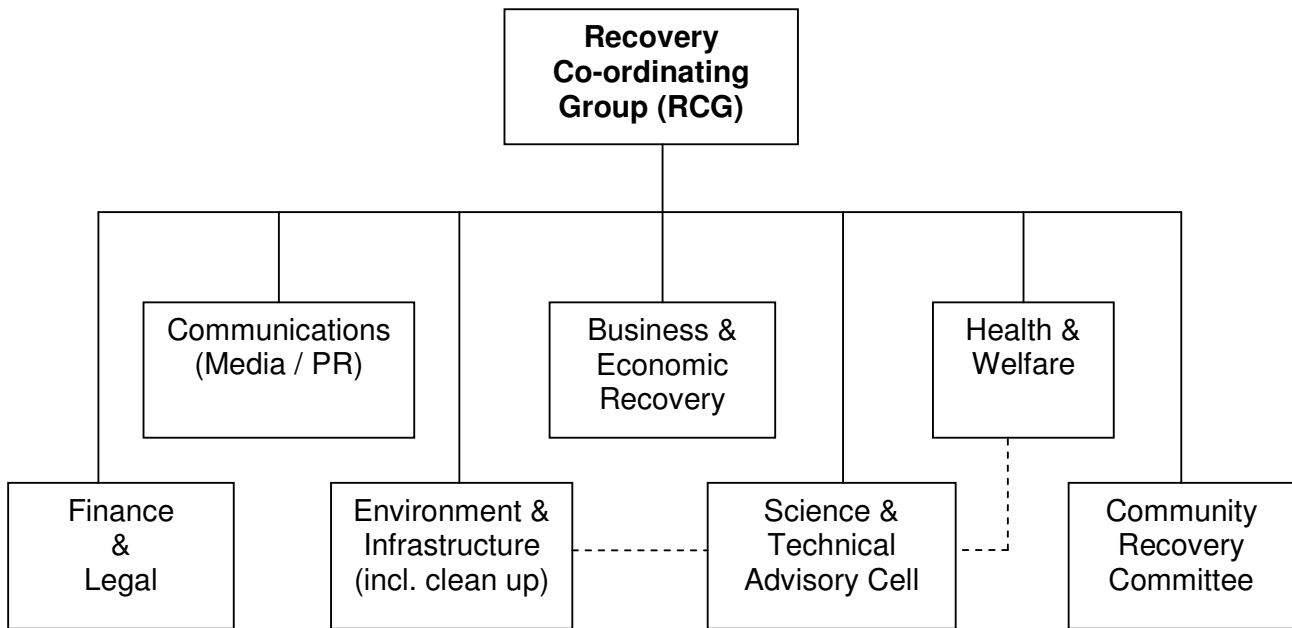 Recovery
Co-ordinating
Group (RCG)
Communications
(Media / PR)
Business &
Economic
Recovery
Health &
Welfare
Finance
&
Legal
Environment &
Infrastructure
(incl. clean up)
Science &
Technical
Advisory Cell
Community
Recovery
Committee